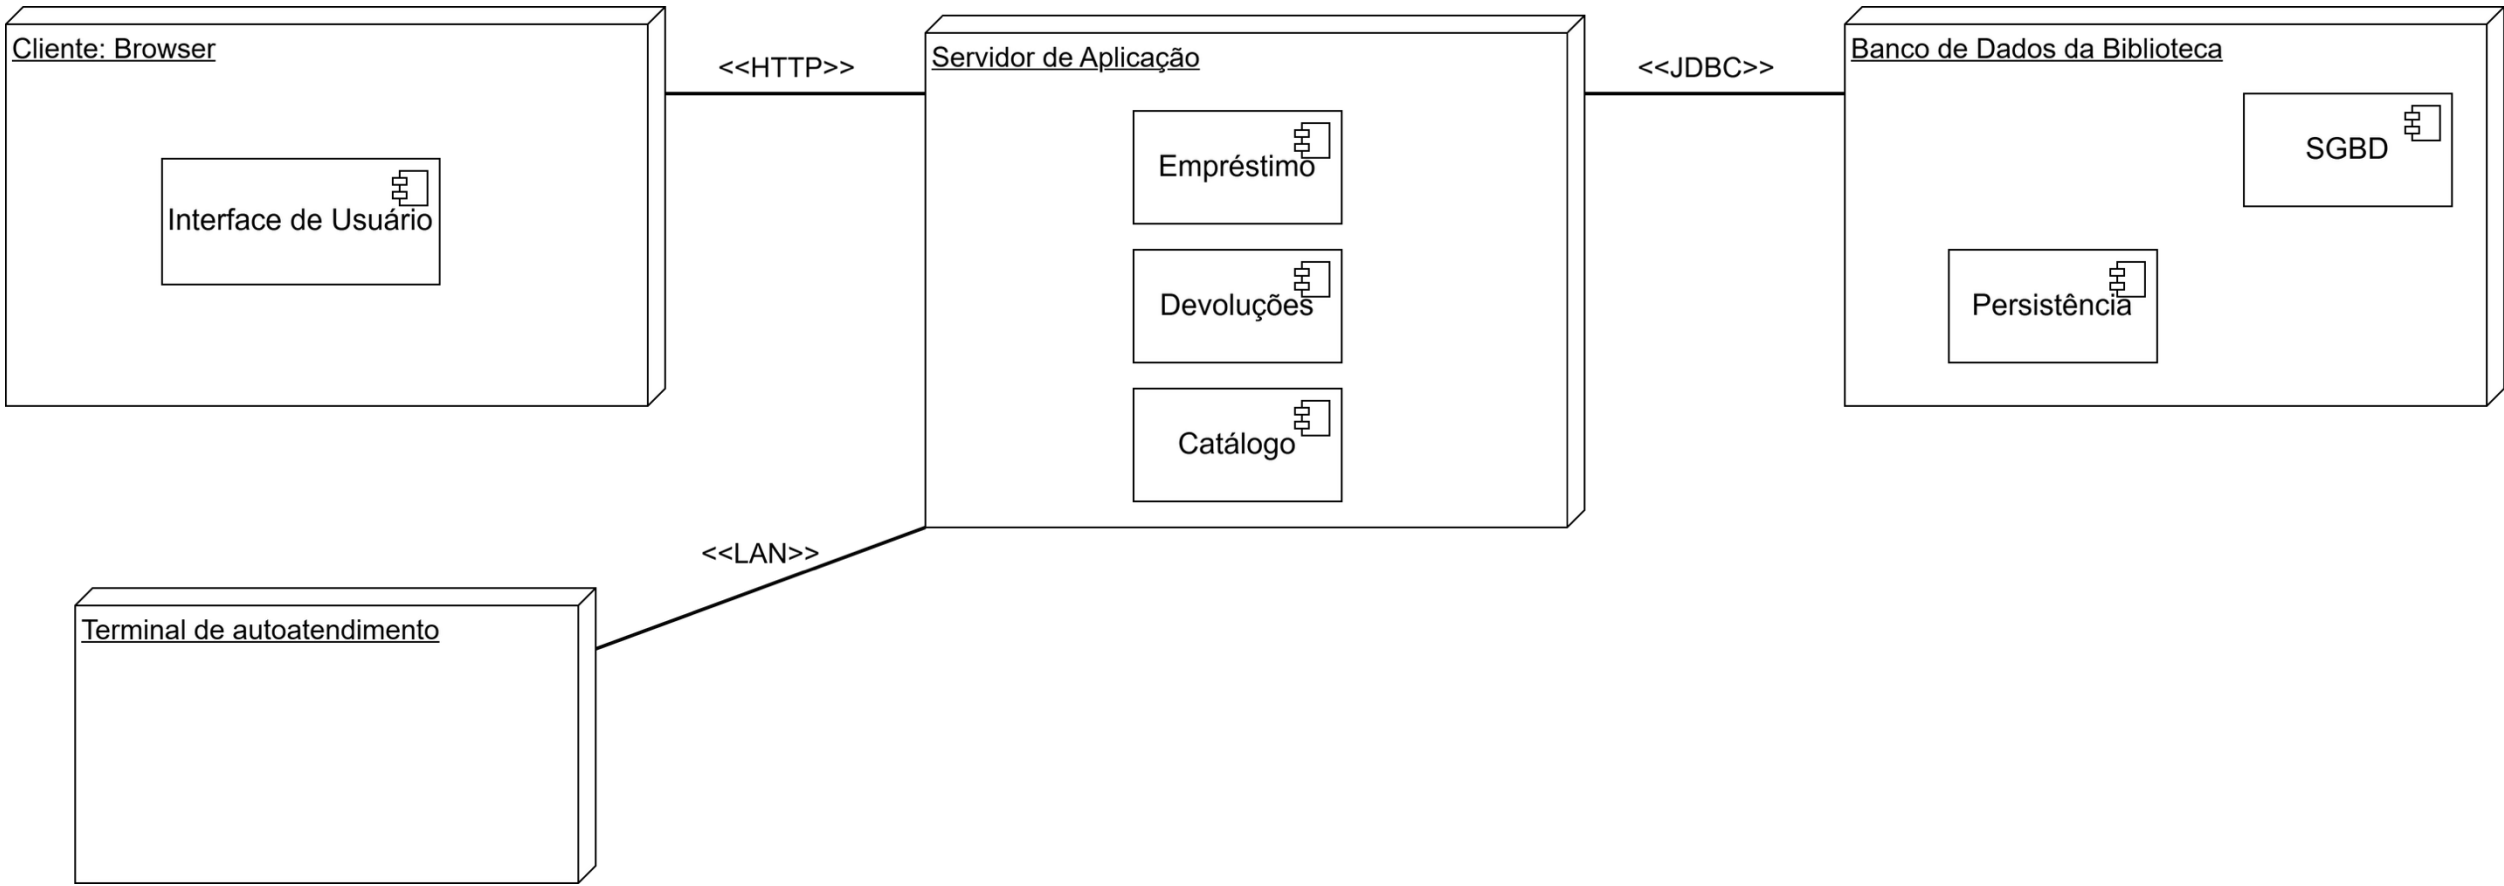 Cliente: Browser
Interface de Usuário
<<HTTP>>
Servidor de Aplicação
Empréstimo
Devoluções
Catálogo
<<JDBC>>
Banco de Dados da Biblioteca
SGBD
Persistência
<<LAN>>
Terminal de autoatendimento